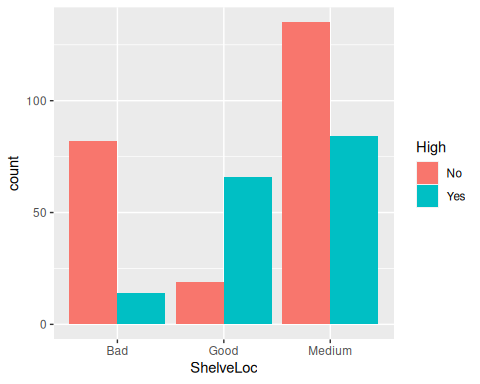 count
100
50
0
Bad
Good
Medium
ShelveLoc
High
No
Yes